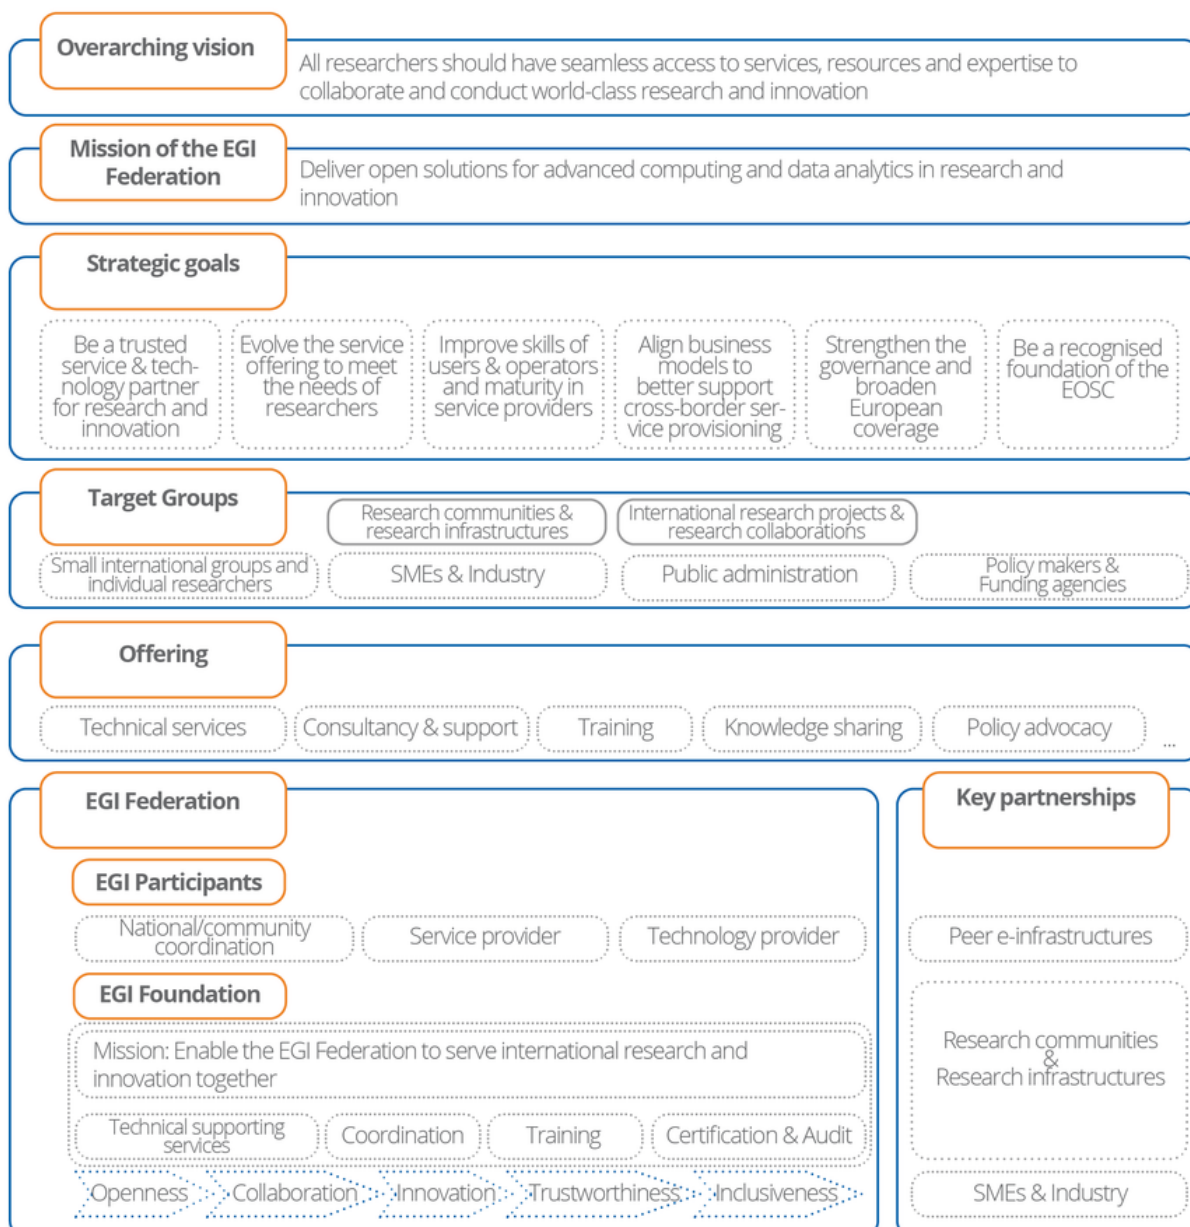 Overarching vision
All researchers should have seamless access to services, resources and expertise to
collaborate and conduct world-class research and innovation
Mission of the EGI
Federation
Deliver open solutions for advanced computing and data analytics in research and
innovation
Strategic goals
Be a trusted
service & tech-
nology partner
for research and
innovation
Evolve the service
offering to meet
the needs of
researchers
Improve skills of
users & operators
and maturity in
service providers
Align business
models to
better support
cross-border ser-
vice provisioning
Strengthen the
governance and
broaden
European
coverage
Be a recognised
foundation of the
EOSC
Target Groups
Research communities &
research infrastructures
International research projects &
research collaborations
Small international groups and
individual researchers
SMEs & Industry
Public administration
Policy makers &
Funding agencies
Offering
Technical services
Consultancy & support
Training
Knowledge sharing
Policy advocacy
...
EGI Federation
EGI Participants
National/community
coordination
Service provider
Technology provider
EGI Foundation
Mission: Enable the EGI Federation to serve international research and
innovation together
Technical supporting
services
Coordination
Training
Certification & Audit
Openness
Collaboration
Innovation
Trustworthiness
Inclusiveness
Key partnerships
Peer e-infrastructures
Research communities
&
Research infrastructures
SMEs & Industry